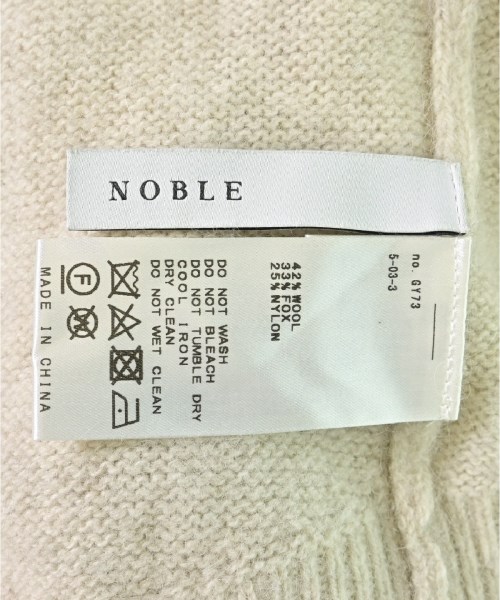 NOBLE
no. GY73
5-03-3
42% WOOL
33% FOX
25% NYLON
DO NOT WASH
DO NOT BLEACH
DO NOT TUMBLE DRY
COOL IRON
DRY CLEAN
DO NOT WET CLEAN
F W
MADE IN CHINA